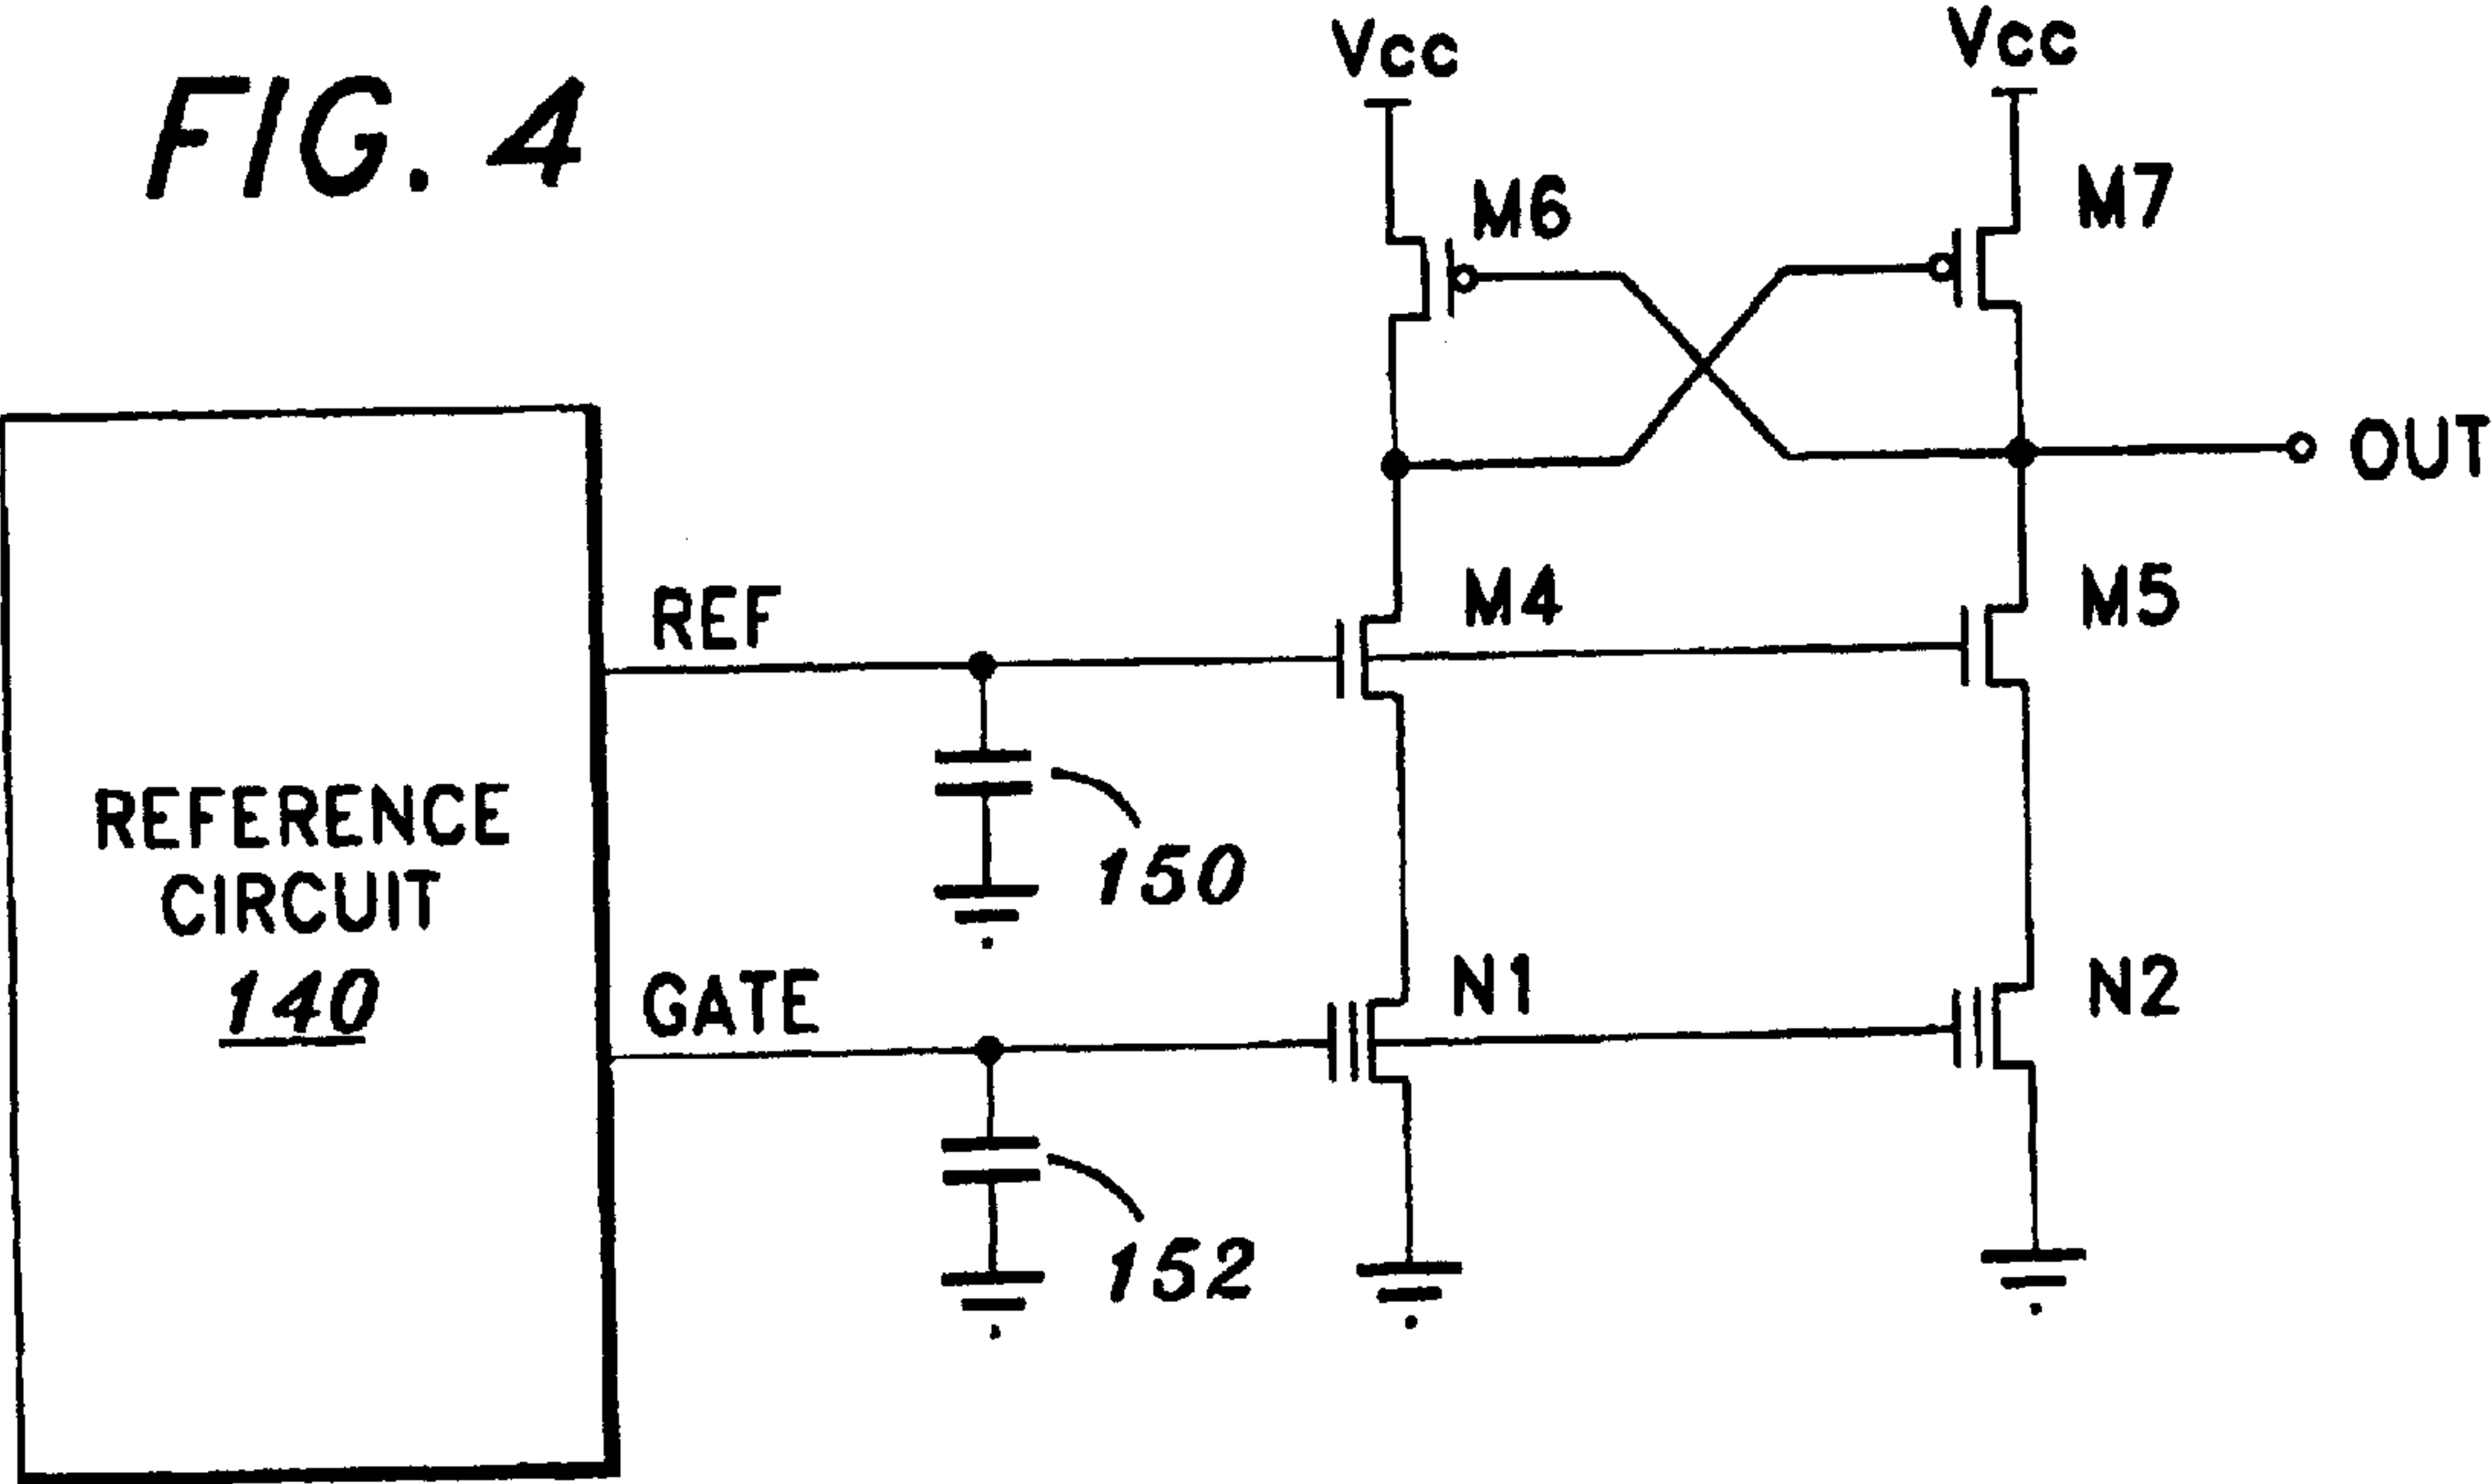 FIG. 4
Vcc
Vcc
M6
M7
OUT
REF
M4
M5
REFERENCE
CIRCUIT
140
150
GATE
N1
N2
152